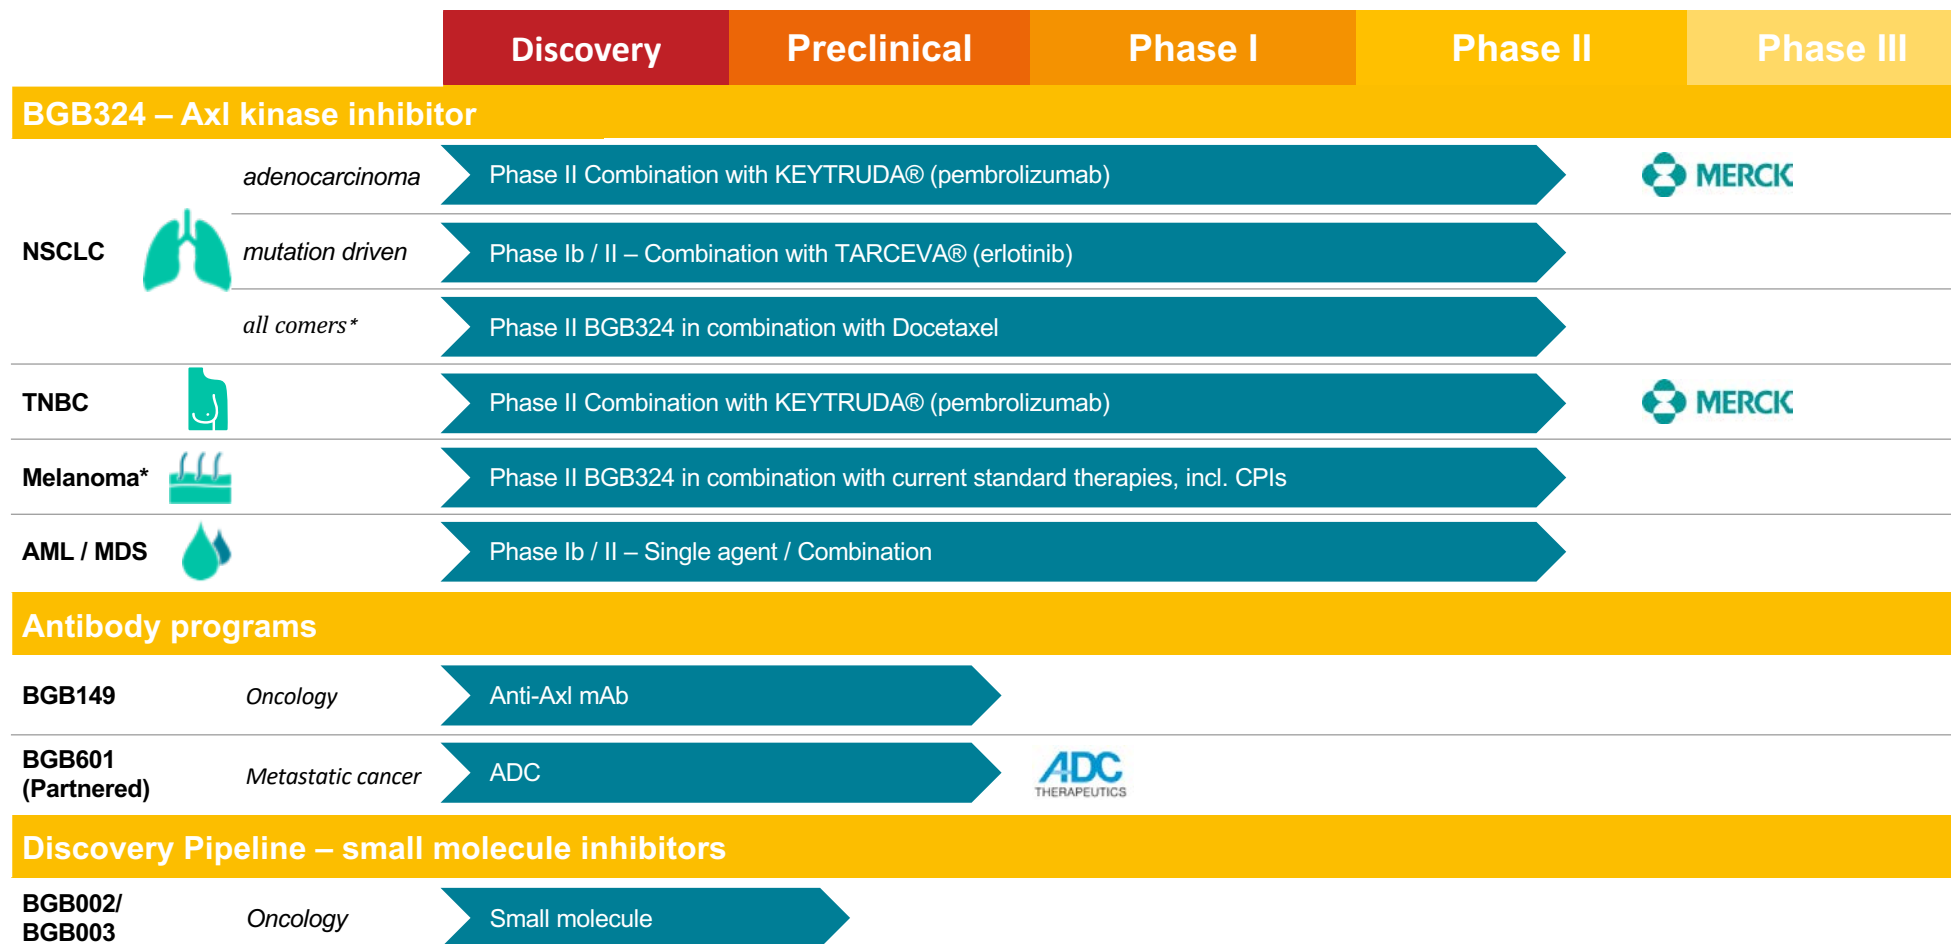 Discovery Preclinical Phase I Phase II Phase III
BGB324 – Axl kinase inhibitor
adenocarcinoma Phase II Combination with KEYTRUDA® (pembrolizumab) MERCK
NSCLC mutation driven Phase Ib / II – Combination with TARCEVA® (erlotinib)
all comers* Phase II BGB324 in combination with Docetaxel
TNBC Phase II Combination with KEYTRUDA® (pembrolizumab) MERCK
Melanoma* Phase II BGB324 in combination with current standard therapies, incl. CPIs
AML / MDS Phase Ib / II – Single agent / Combination
Antibody programs
BGB149 Oncology Anti-Axl mAb
BGB601
(Partnered) Metastatic cancer ADC ADC
THERAPEUTICS
Discovery Pipeline – small molecule inhibitors
BGB002/
BGB003 Oncology Small molecule